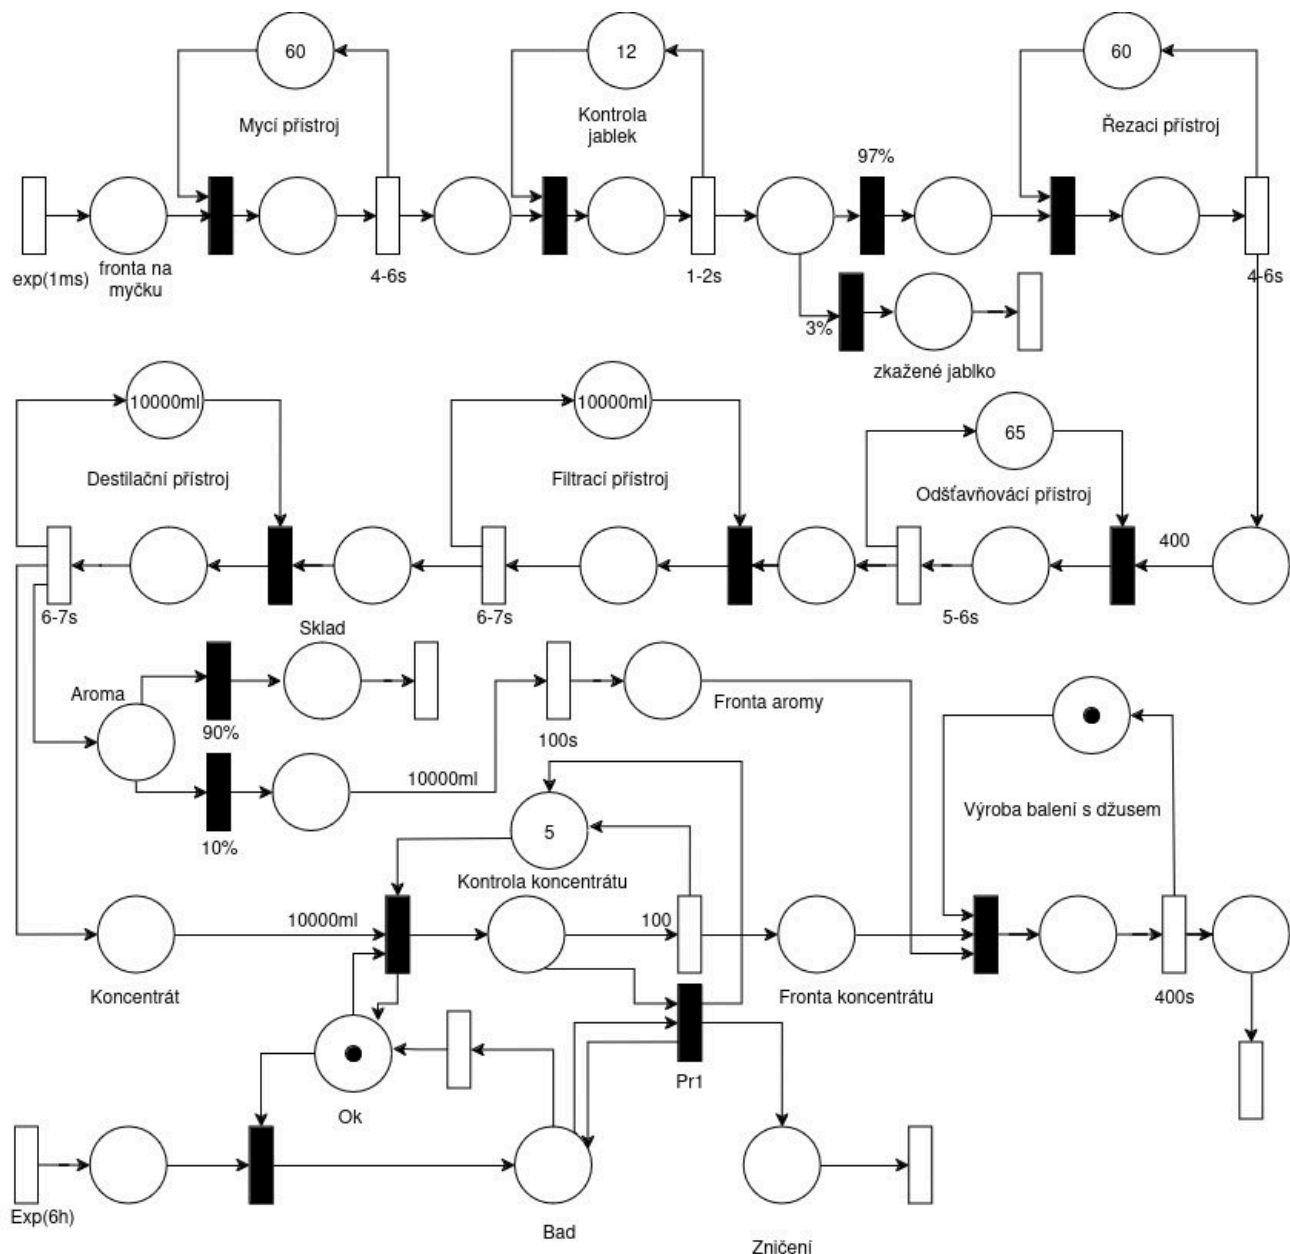 60
12
60
Mycí přístroj
Kontrola
jablek
Řezaci přístroj
97%
exp(1ms)
fronta na
myčku
4-6s
1-2s
4-6s
3%
zkažené jablko
10000ml
10000ml
65
Destilační přístroj
Filtrací přístroj
Odšťavňovácí přístroj
400
6-7s
6-7s
5-6s
Sklad
Aroma
Fronta aromy
90%
100s
10000ml
Výroba balení s džusem
10%
5
Kontrola koncentrátu
10000ml
100
Koncentrát
Fronta koncentrátu
400s
Pr1
Ok
Exp(6h)
Bad
Zničení